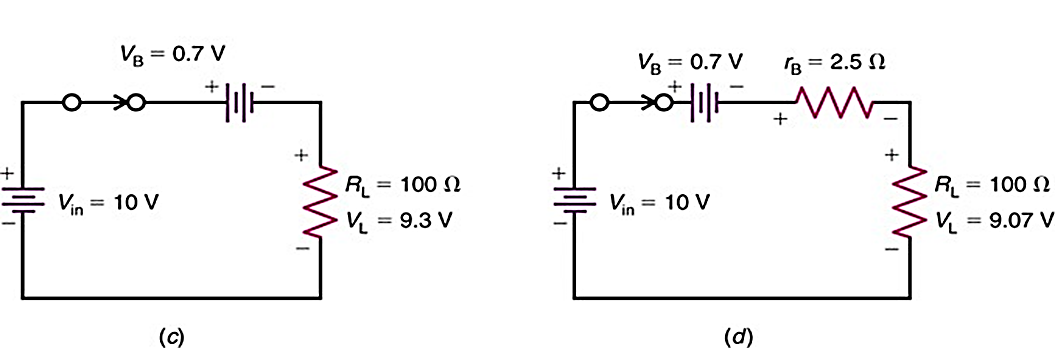 V_B = 0.7 V
+ −
+
−
V_in = 10 V
+
−
R_L = 100 Ω
V_L = 9.3 V
(c)
V_B = 0.7 V
r_B = 2.5 Ω
+ −
+ −
+
−
V_in = 10 V
+
−
R_L = 100 Ω
V_L = 9.07 V
(d)